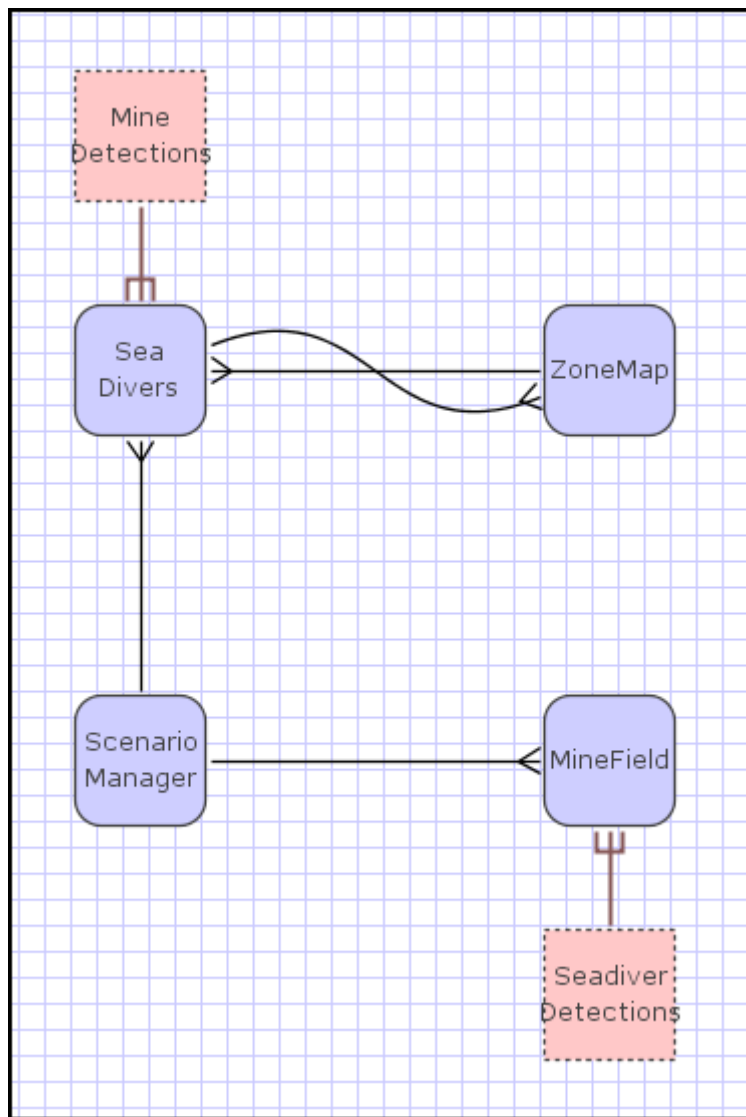 Mine
Detections
Sea
Divers
ZoneMap
Scenario
Manager
MineField
Seadiver
Detections